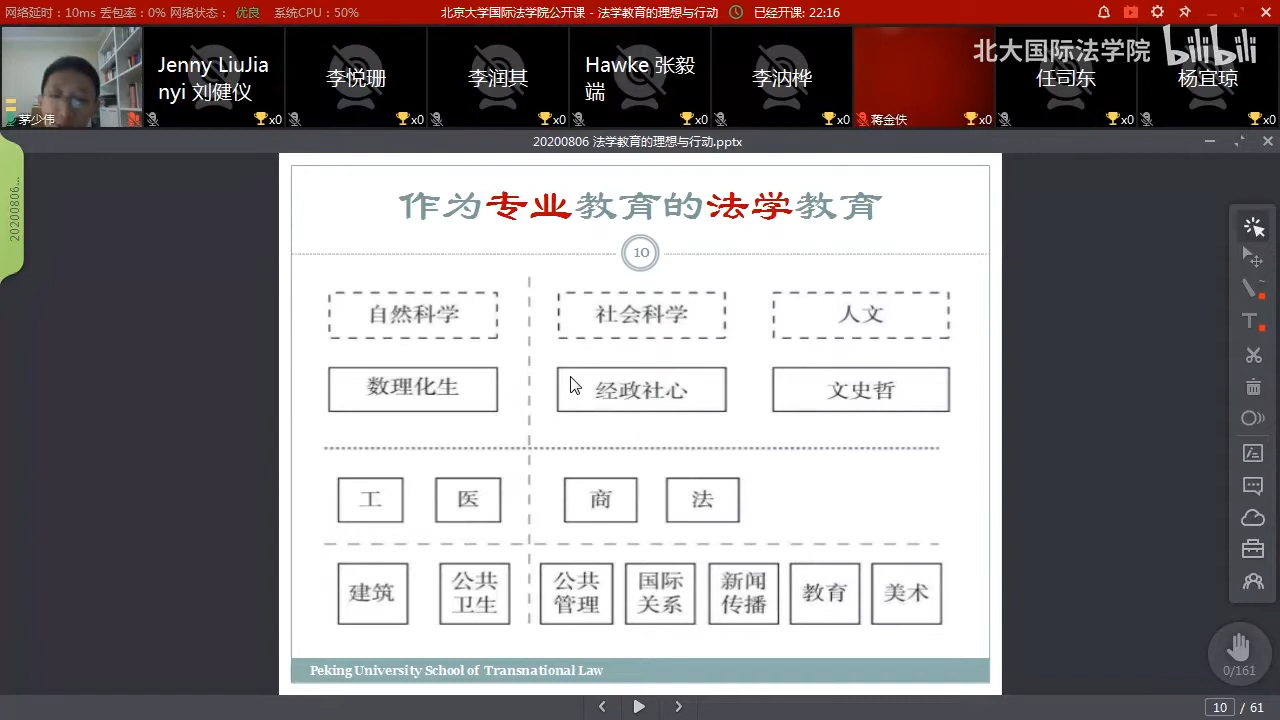 网络延时：10ms 丢包率：0% 网络状态： 优良 系统CPU：50%
北京大学国际法学院公开课 - 法学教育的理想与行动
已经开课: 22:16
北大国际法学院 bilibili
茅少伟
Jenny LiuJianyi 刘健仪
x0
李悦珊
x0
李润其
x0
Hawke 张毅端
x0
李汭桦
x0
蒋金佚
x0
任司东
x0
杨宜琼
x0
20200806 法学教育的理想与行动.pptx
20200806...
作为专业教育的法学教育
10
自然科学 社会科学 人文
数理化生 经政社心 文史哲
工 医 商 法
建筑
公共
卫生
公共
管理
国际
关系
新闻
传播
教育
美术
Peking University School of Transnational Law
0/161
10 / 61